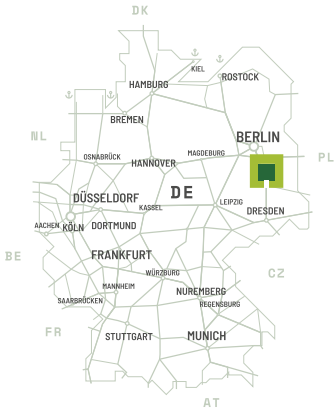 DK
KIEL
ROSTOCK
HAMBURG
BREMEN
NL
BERLIN
OSNABRÜCK
HANNOVER
MAGDEBURG
PL
DE
DÜSSELDORF
KASSEL
LEIPZIG
DRESDEN
AACHEN
KÖLN
DORTMUND
BE
FRANKFURT
WÜRZBURG
CZ
MANNHEIM
NUREMBERG
SAARBRÜCKEN
REGENSBURG
FR
STUTTGART
MUNICH
AT